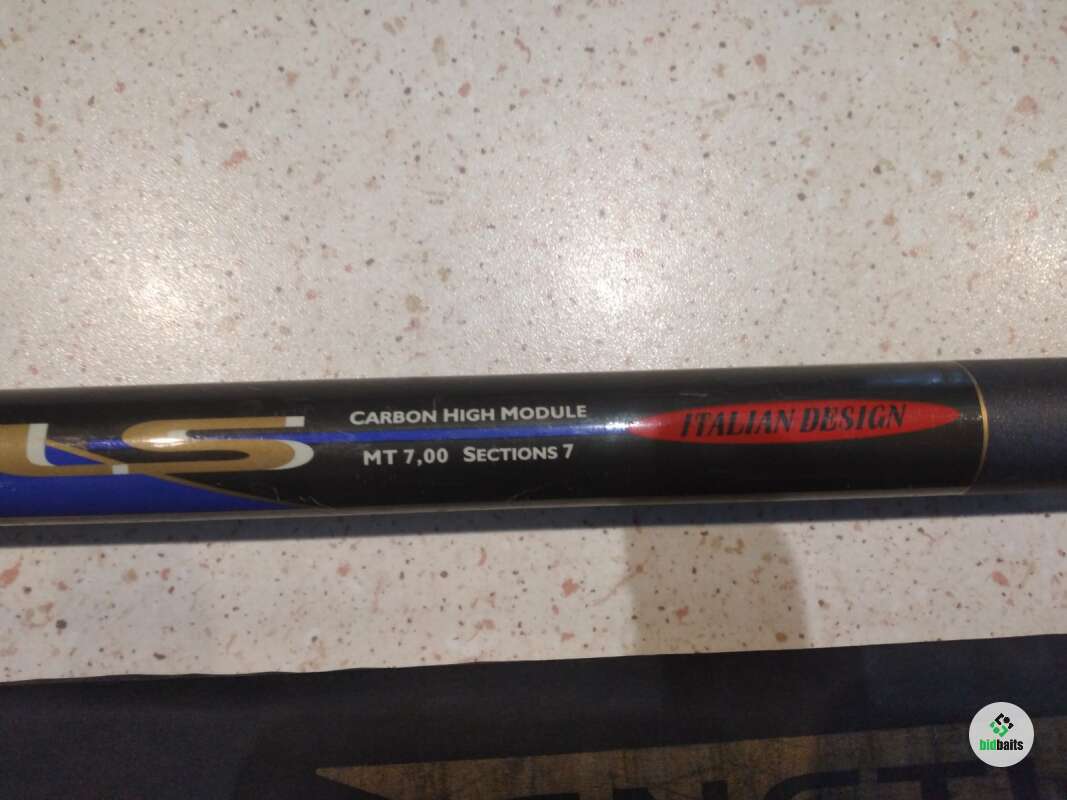 CARBON HIGH MODULE
MT 7,00 SECTIONS 7
ITALIAN DESIGN
bidbaits